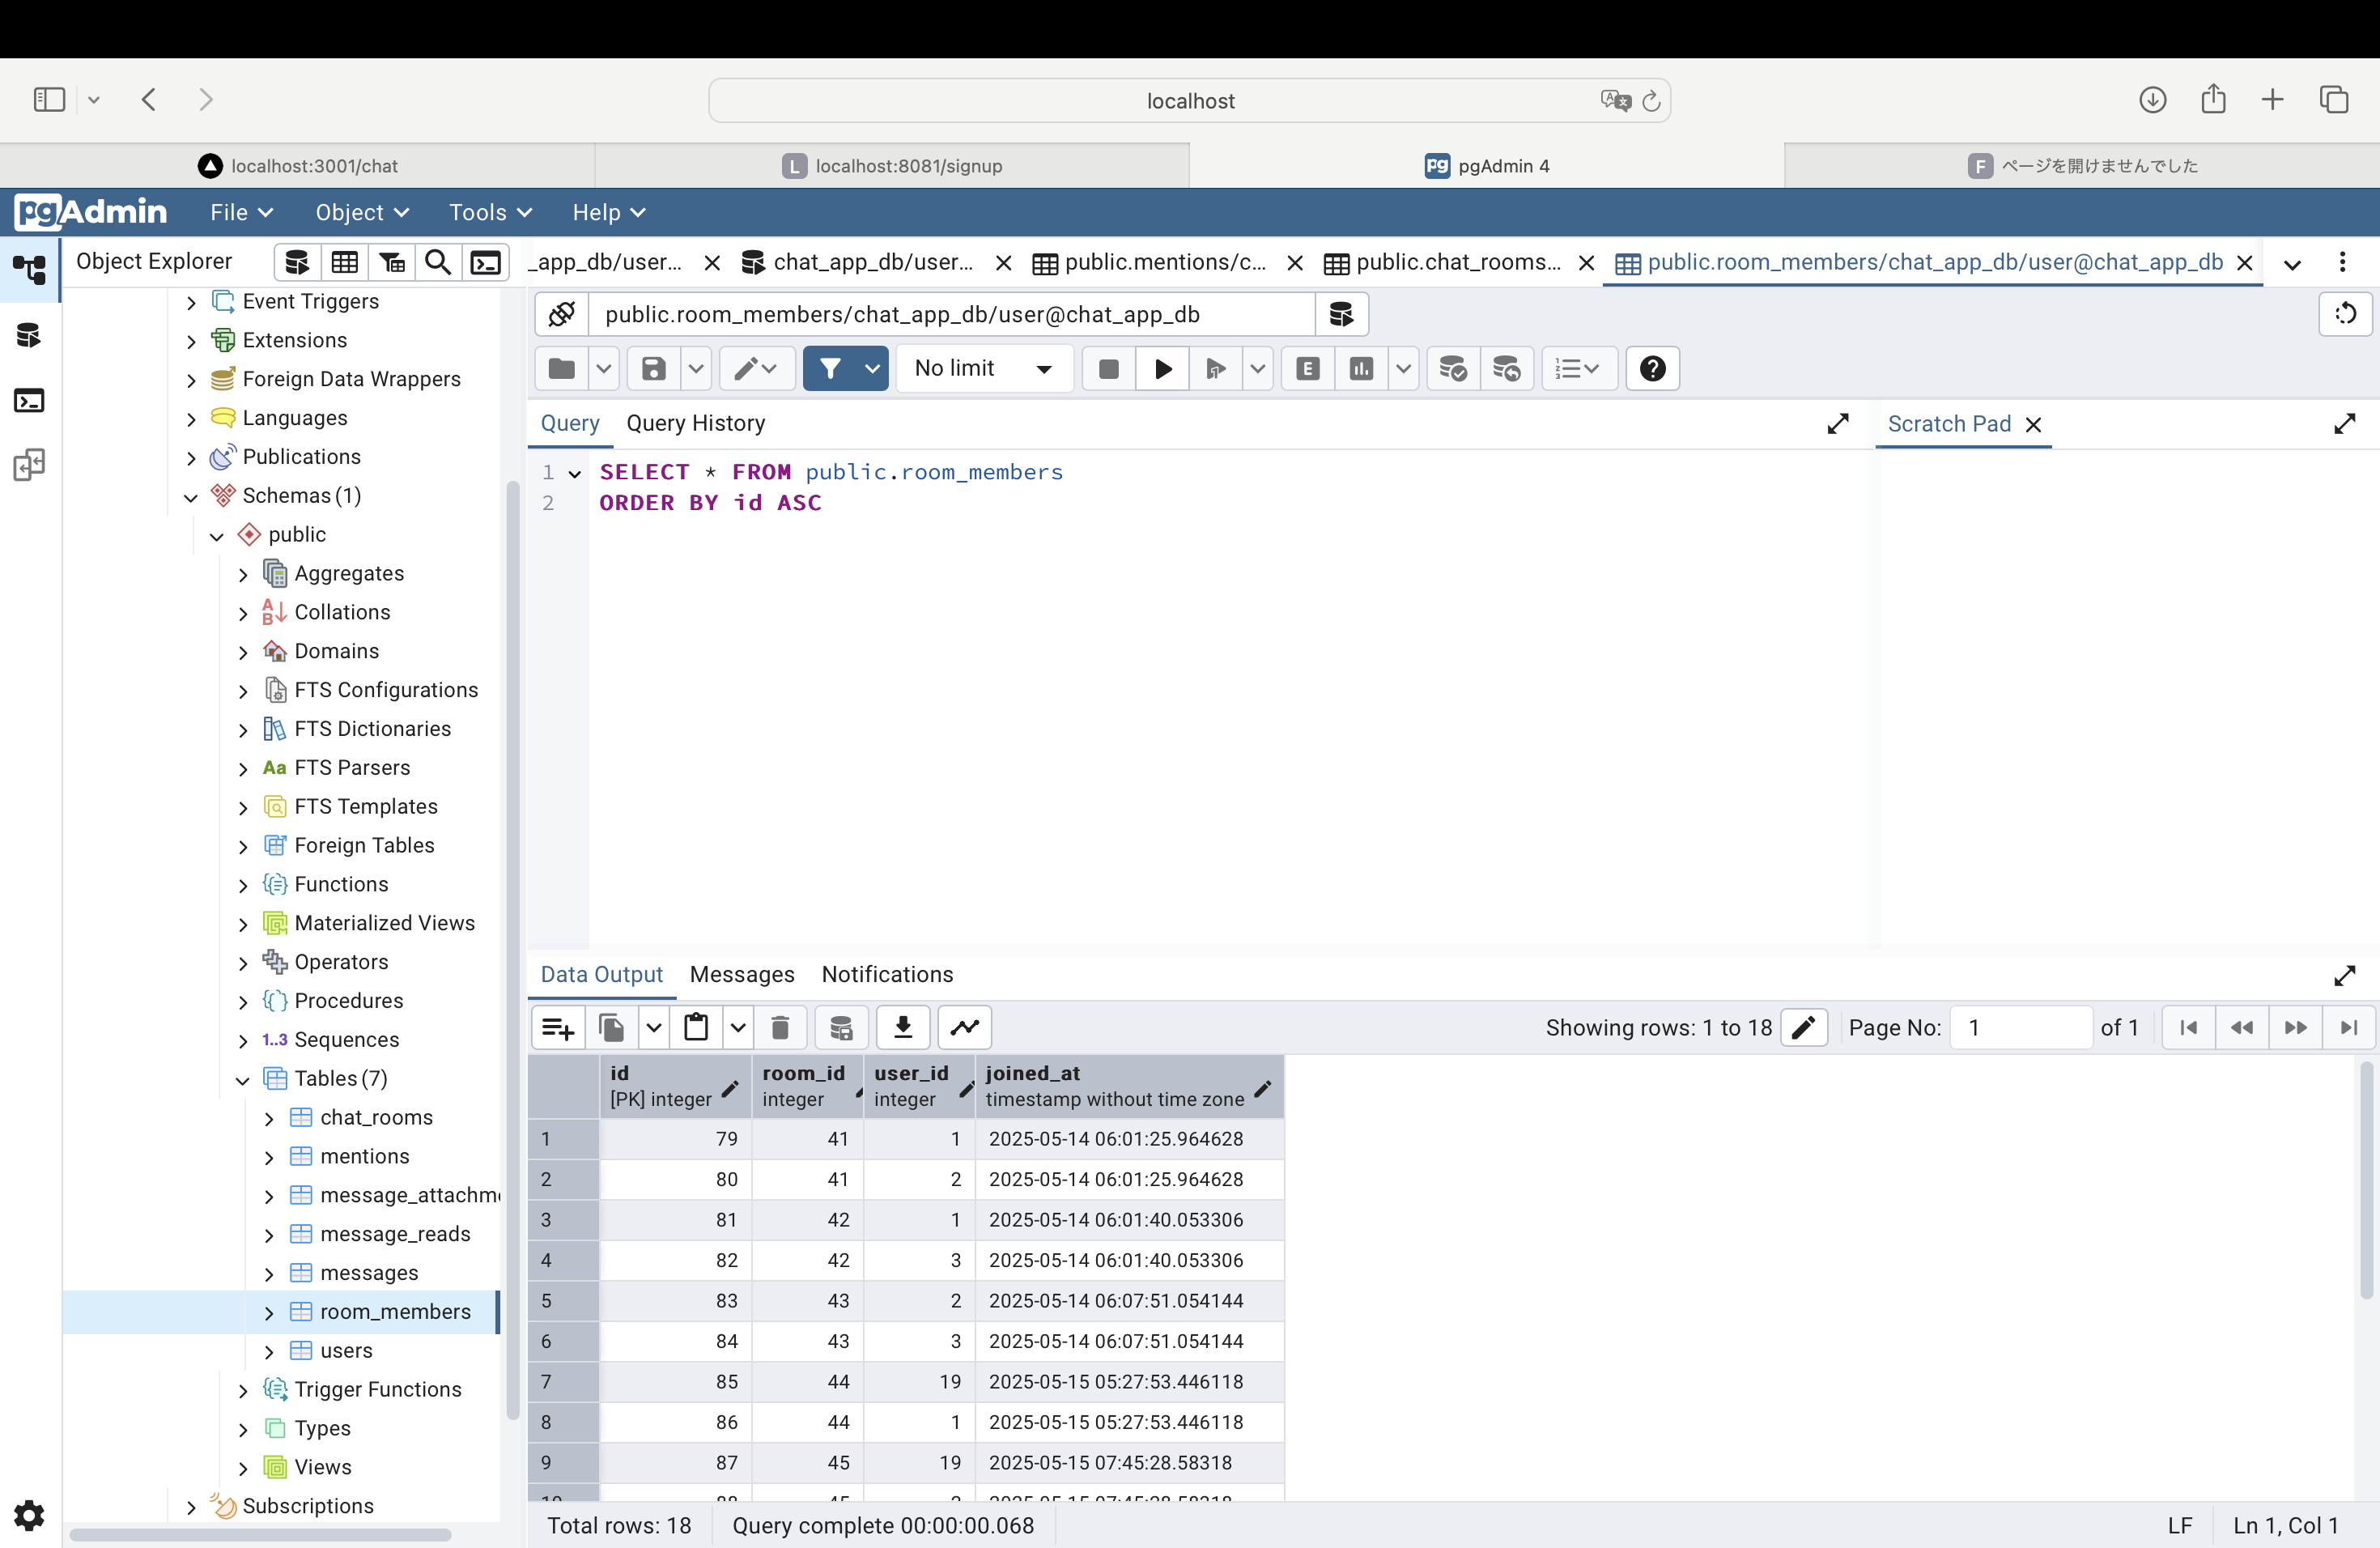 localhost
localhost:3001/chat
L localhost:8081/signup
pg pgAdmin 4
F ページを開けませんでした
pgAdmin File Object Tools Help
Object Explorer
_app_db/user...
chat_app_db/user...
public.mentions/c...
public.chat_rooms...
public.room_members/chat_app_db/user@chat_app_db
Event Triggers
Extensions
Foreign Data Wrappers
Languages
Publications
Schemas (1)
public
Aggregates
Collations
Domains
FTS Configurations
FTS Dictionaries
Aa FTS Parsers
FTS Templates
Foreign Tables
Functions
Materialized Views
Operators
Procedures
1..3 Sequences
Tables (7)
chat_rooms
mentions
message_attachm
message_reads
messages
room_members
users
Trigger Functions
Types
Views
Subscriptions
public.room_members/chat_app_db/user@chat_app_db
No limit
E
Query Query History
Scratch Pad
1 SELECT * FROM public.room_members
2 ORDER BY id ASC
Data Output Messages Notifications
Showing rows: 1 to 18 Page No: 1 of 1
id room_id user_id joined_at
[PK] integer integer integer timestamp without time zone
1 79 41 1 2025-05-14 06:01:25.964628
2 80 41 2 2025-05-14 06:01:25.964628
3 81 42 1 2025-05-14 06:01:40.053306
4 82 42 3 2025-05-14 06:01:40.053306
5 83 43 2 2025-05-14 06:07:51.054144
6 84 43 3 2025-05-14 06:07:51.054144
7 85 44 19 2025-05-15 05:27:53.446118
8 86 44 1 2025-05-15 05:27:53.446118
9 87 45 19 2025-05-15 07:45:28.58318
Total rows: 18 Query complete 00:00:00.068
LF Ln 1, Col 1